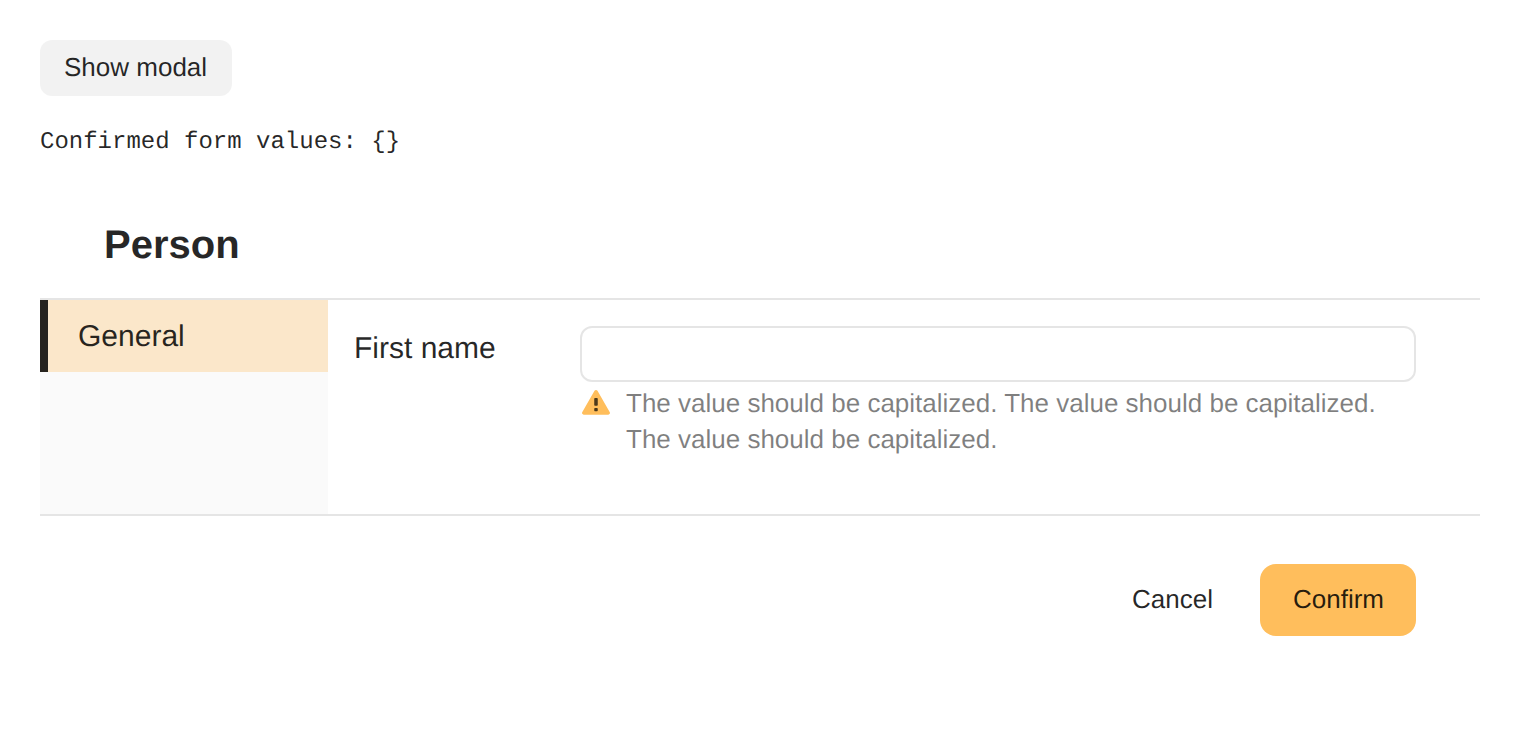 Show modal
Confirmed form values: {}
Person
General
First name
The value should be capitalized. The value should be capitalized.
The value should be capitalized.
Cancel
Confirm